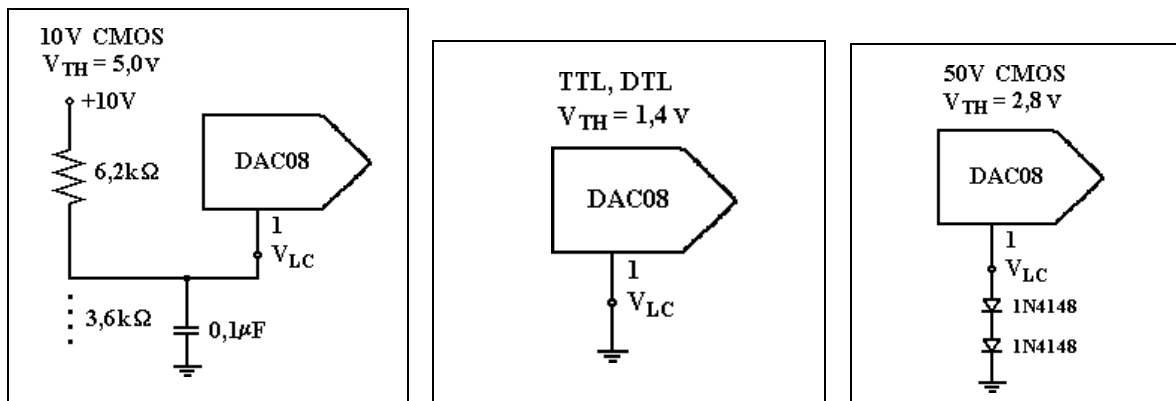 10V CMOS
VTH = 5,0v
+10V
6,2kΩ
DAC08
1
VLC
3,6kΩ
0,1μF
TTL, DTL
VTH = 1,4 v
DAC08
1
VLC
50V CMOS
VTH = 2,8 v
DAC08
1
VLC
1N4148
1N4148